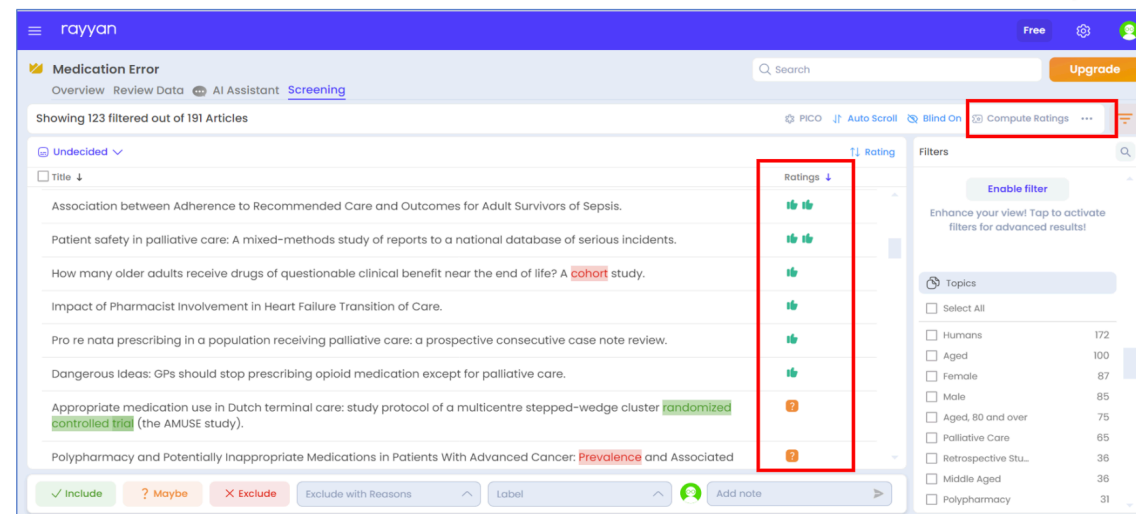 rayyan
Free
Medication Error
Search
Upgrade
Overview Review Data AI Assistant Screening
Showing 123 filtered out of 191 Articles
PICO Auto Scroll Blind On Compute Ratings ...
Undecided
Rating
Filters
Title
Ratings
Enable filter
Enhance your view! Tap to activate
filters for advanced results!
Association between Adherence to Recommended Care and Outcomes for Adult Survivors of Sepsis.
Patient safety in palliative care: A mixed-methods study of reports to a national database of serious incidents.
How many older adults receive drugs of questionable clinical benefit near the end of life? A cohort study.
Impact of Pharmacist Involvement in Heart Failure Transition of Care.
Pro re nata prescribing in a population receiving palliative care: a prospective consecutive case note review.
Dangerous Ideas: GPs should stop prescribing opioid medication except for palliative care.
Appropriate medication use in Dutch terminal care: study protocol of a multicentre stepped-wedge cluster randomized
controlled trial (the AMUSE study).
?
Polypharmacy and Potentially Inappropriate Medications in Patients With Advanced Cancer: Prevalence and Associated
?
Topics
Select All
Humans 172
Aged 100
Female 87
Male 85
Aged, 80 and over 75
Palliative Care 65
Retrospective Stu... 36
Middle Aged 36
Polypharmacy 31
Include
? Maybe
Exclude
Exclude with Reasons
Label
Add note